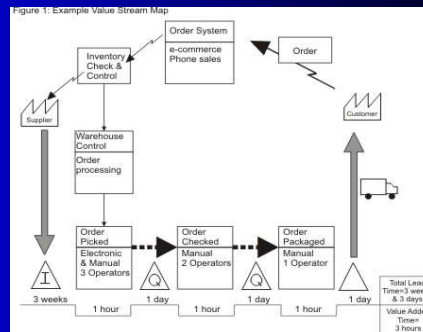 Figure 1: Example Value Stream Map
Order System
e-commerce
Phone sales
Order
Inventory
Check &
Control
Supplier
Customer
Warehouse
Control
Order
processing
Order
Picked
Electronic
& Manual
3 Operators
Order
Checked
Manual
2 Operators
Order
Packaged
Manual
1 Operator
I
Q
Q
3 weeks
1 hour
1 day
1 hour
1 day
1 hour
1 day
Total Lead
Time=3 wee
& 3 days
Value Adde
Time=
3 hours